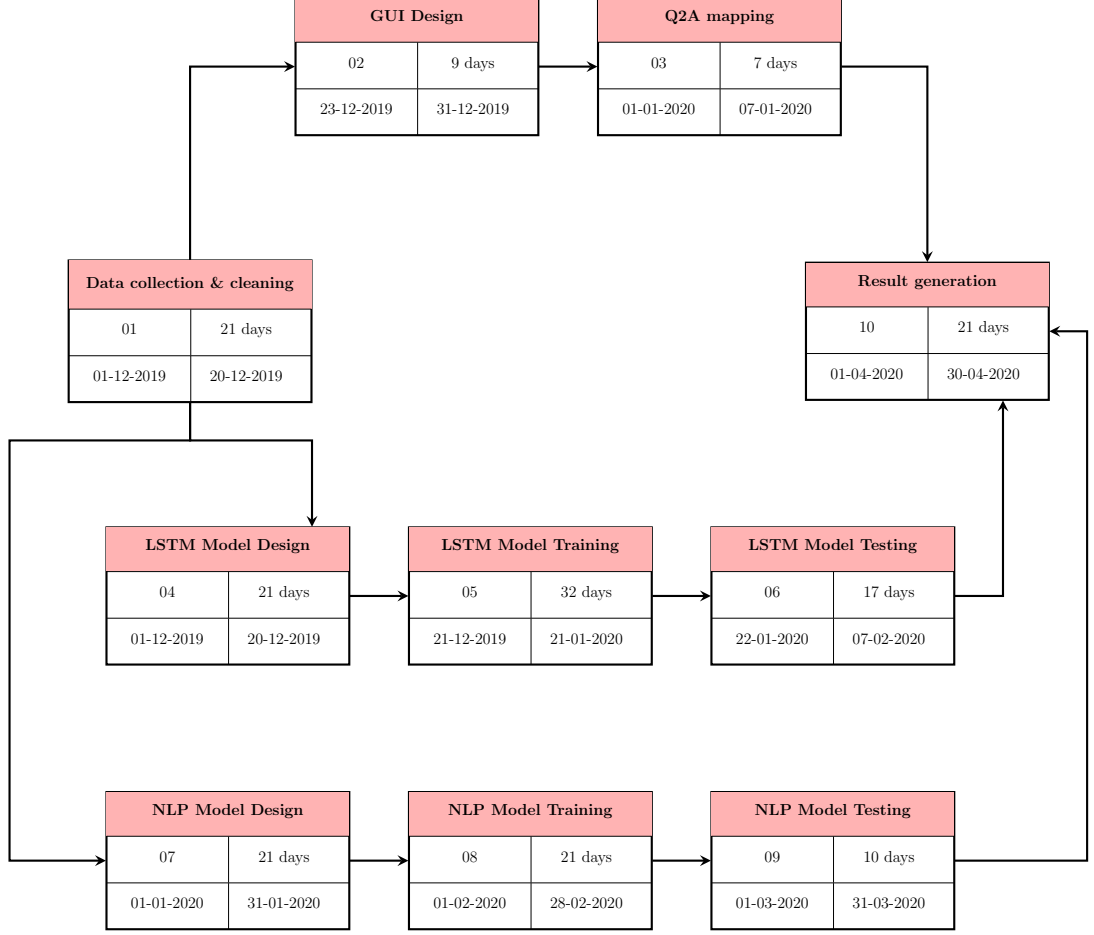 GUI Design
02 9 days
23-12-2019 31-12-2019
Q2A mapping
03 7 days
01-01-2020 07-01-2020
Data collection & cleaning
01 21 days
01-12-2019 20-12-2019
Result generation
10 21 days
01-04-2020 30-04-2020
LSTM Model Design
04 21 days
01-12-2019 20-12-2019
LSTM Model Training
05 32 days
21-12-2019 21-01-2020
LSTM Model Testing
06 17 days
22-01-2020 07-02-2020
NLP Model Design
07 21 days
01-01-2020 31-01-2020
NLP Model Training
08 21 days
01-02-2020 28-02-2020
NLP Model Testing
09 10 days
01-03-2020 31-03-2020